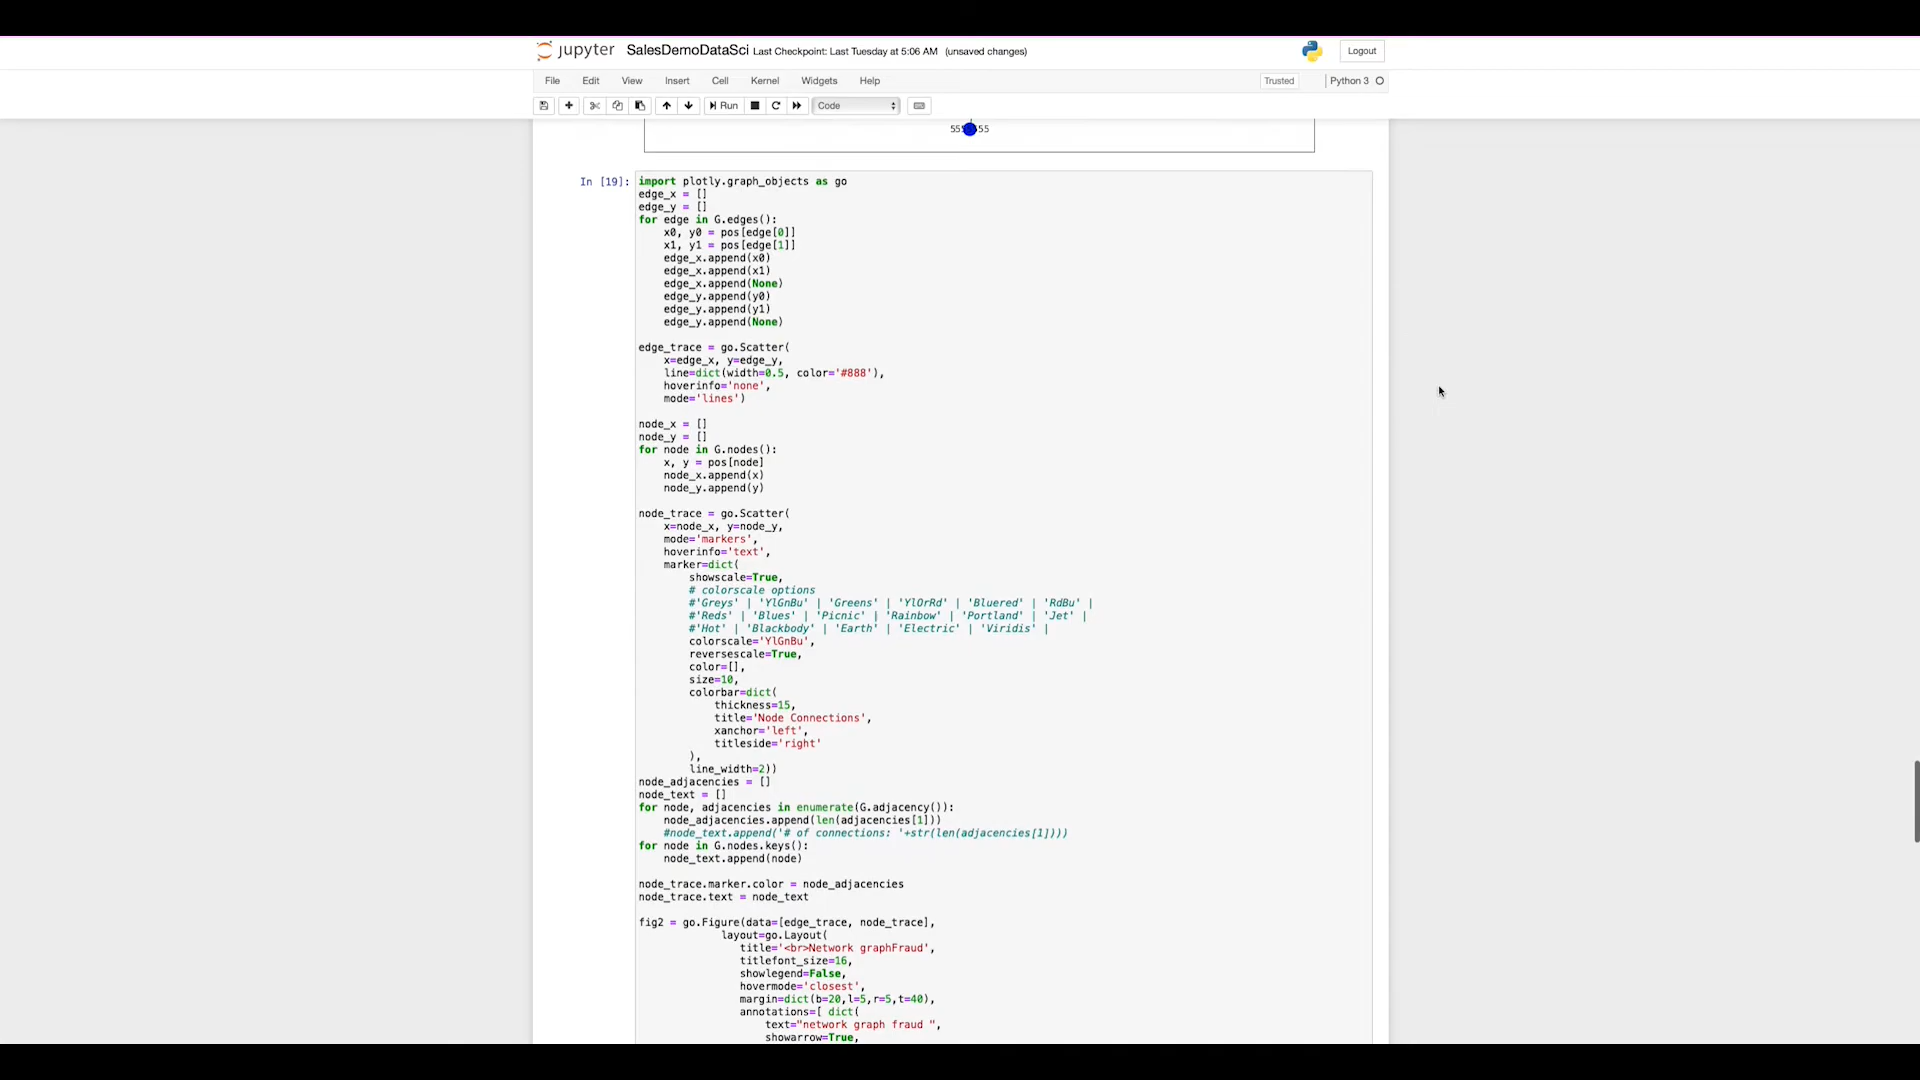 jupyter SalesDemoDataSci Last Checkpoint: Last Tuesday at 5:06 AM (unsaved changes) Logout
File Edit View Insert Cell Kernel Widgets Help Trusted Python 3
Run Code
In [19]: import plotly.graph_objects as go
edge_x = []
edge_y = []
for edge in G.edges():
    x0, y0 = pos[edge[0]]
    x1, y1 = pos[edge[1]]
    edge_x.append(x0)
    edge_x.append(x1)
    edge_x.append(None)
    edge_y.append(y0)
    edge_y.append(y1)
    edge_y.append(None)

edge_trace = go.Scatter(
    x=edge_x, y=edge_y,
    line=dict(width=0.5, color='#888'),
    hoverinfo='none',
    mode='lines')

node_x = []
node_y = []
for node in G.nodes():
    x, y = pos[node]
    node_x.append(x)
    node_y.append(y)

node_trace = go.Scatter(
    x=node_x, y=node_y,
    mode='markers',
    hoverinfo='text',
    marker=dict(
        showscale=True,
        # colorscale options
        #'Greys' | 'YlGnBu' | 'Greens' | 'YlOrRd' | 'Bluered' | 'RdBu' |
        #'Reds' | 'Blues' | 'Picnic' | 'Rainbow' | 'Portland' | 'Jet' |
        #'Hot' | 'Blackbody' | 'Earth' | 'Electric' | 'Viridis' |
        colorscale='YlGnBu',
        reversescale=True,
        color=[],
        size=10,
        colorbar=dict(
            thickness=15,
            title='Node Connections',
            xanchor='left',
            titleside='right'
        ),
        line_width=2))
node_adjacencies = []
node_text = []
for node, adjacencies in enumerate(G.adjacency()):
    node_adjacencies.append(len(adjacencies[1]))
    #node_text.append('# of connections: '+str(len(adjacencies[1])))
for node in G.nodes.keys():
    node_text.append(node)

node_trace.marker.color = node_adjacencies
node_trace.text = node_text

fig2 = go.Figure(data=[edge_trace, node_trace],
             layout=go.Layout(
                title='<br>Network graphFraud',
                titlefont_size=16,
                showlegend=False,
                hovermode='closest',
                margin=dict(b=20,l=5,r=5,t=40),
                annotations=[ dict(
                    text="network graph fraud ",
                    showarrow=True,